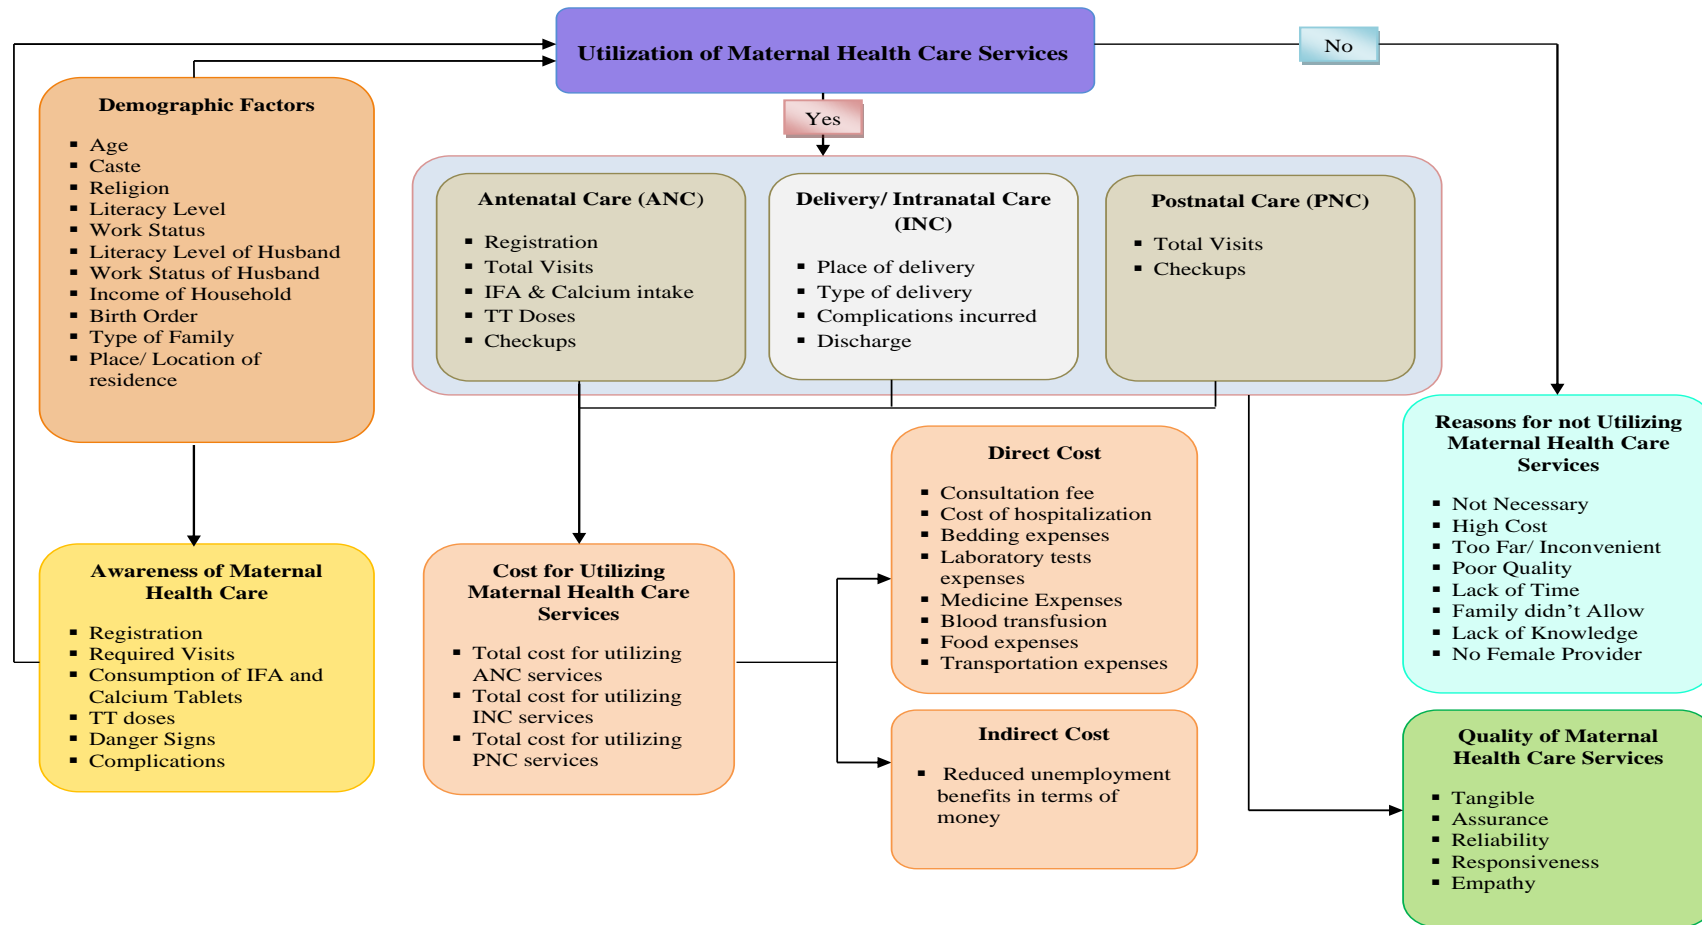 Utilization of Maternal Health Care Services
No
Yes
Demographic Factors
▪ Age
▪ Caste
▪ Religion
▪ Literacy Level
▪ Work Status
▪ Literacy Level of Husband
▪ Work Status of Husband
▪ Income of Household
▪ Birth Order
▪ Type of Family
▪ Place/ Location of
residence
Antenatal Care (ANC)
▪ Registration
▪ Total Visits
▪ IFA & Calcium intake
▪ TT Doses
▪ Checkups
Delivery/ Intranatal Care
(INC)
▪ Place of delivery
▪ Type of delivery
▪ Complications incurred
▪ Discharge
Postnatal Care (PNC)
▪ Total Visits
▪ Checkups
Awareness of Maternal
Health Care
▪ Registration
▪ Required Visits
▪ Consumption of IFA and
Calcium Tablets
▪ TT doses
▪ Danger Signs
▪ Complications
Cost for Utilizing
Maternal Health Care
Services
▪ Total cost for utilizing
ANC services
▪ Total cost for utilizing
INC services
▪ Total cost for utilizing
PNC services
Direct Cost
▪ Consultation fee
▪ Cost of hospitalization
▪ Bedding expenses
▪ Laboratory tests
expenses
▪ Medicine Expenses
▪ Blood transfusion
▪ Food expenses
▪ Transportation expenses
Indirect Cost
▪ Reduced unemployment
benefits in terms of
money
Reasons for not Utilizing
Maternal Health Care
Services
▪ Not Necessary
▪ High Cost
▪ Too Far/ Inconvenient
▪ Poor Quality
▪ Lack of Time
▪ Family didn’t Allow
▪ Lack of Knowledge
▪ No Female Provider
Quality of Maternal
Health Care Services
▪ Tangible
▪ Assurance
▪ Reliability
▪ Responsiveness
▪ Empathy